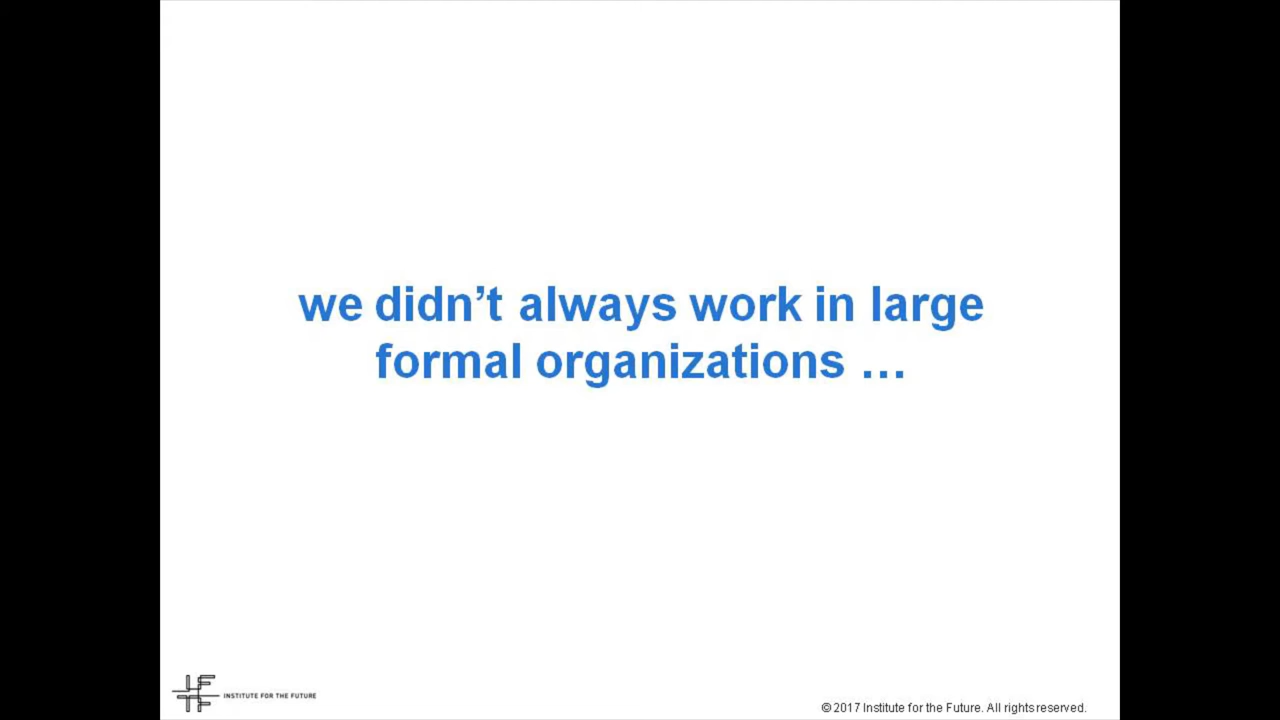 we didn’t always work in large
formal organizations …
IFTF
INSTITUTE FOR THE FUTURE
© 2017 Institute for the Future. All rights reserved.